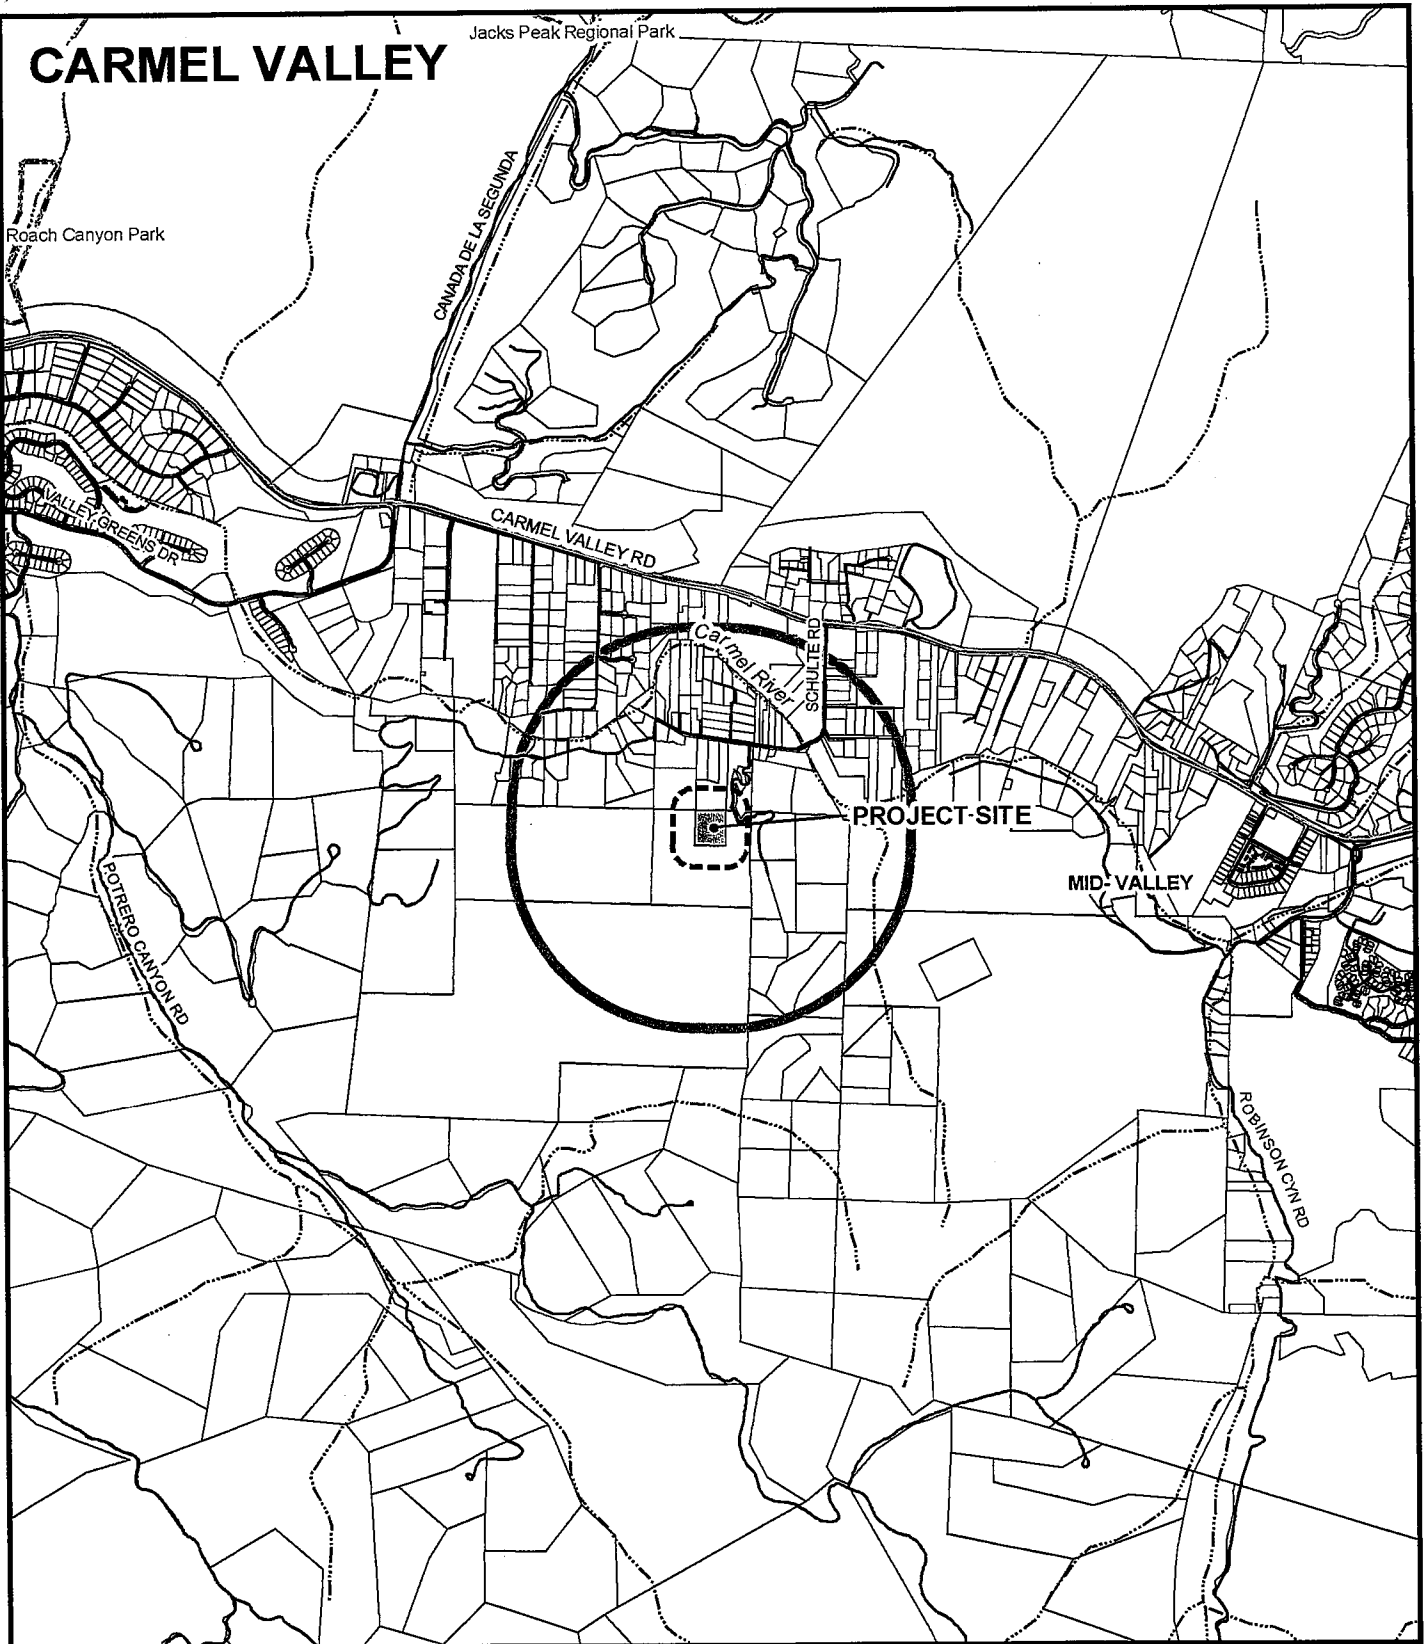 Jacks Peak Regional Park
CARMEL VALLEY
CANADA DE LA SEGUNDA
Roach Canyon Park
VALLEY GREENS DR
CARMEL VALLEY RD
Carmel River
SCHULTE RD
PROJECT SITE
MID-VALLEY
POTRERO CANYON RD
ROBINSON CYN RD